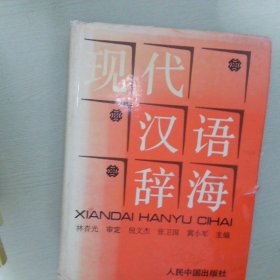 现代
汉语
辞海
XIANDAI HANYU CIHAI
林杏光 审定 倪文杰 张卫国 冀小军 主编
人民中国出版社